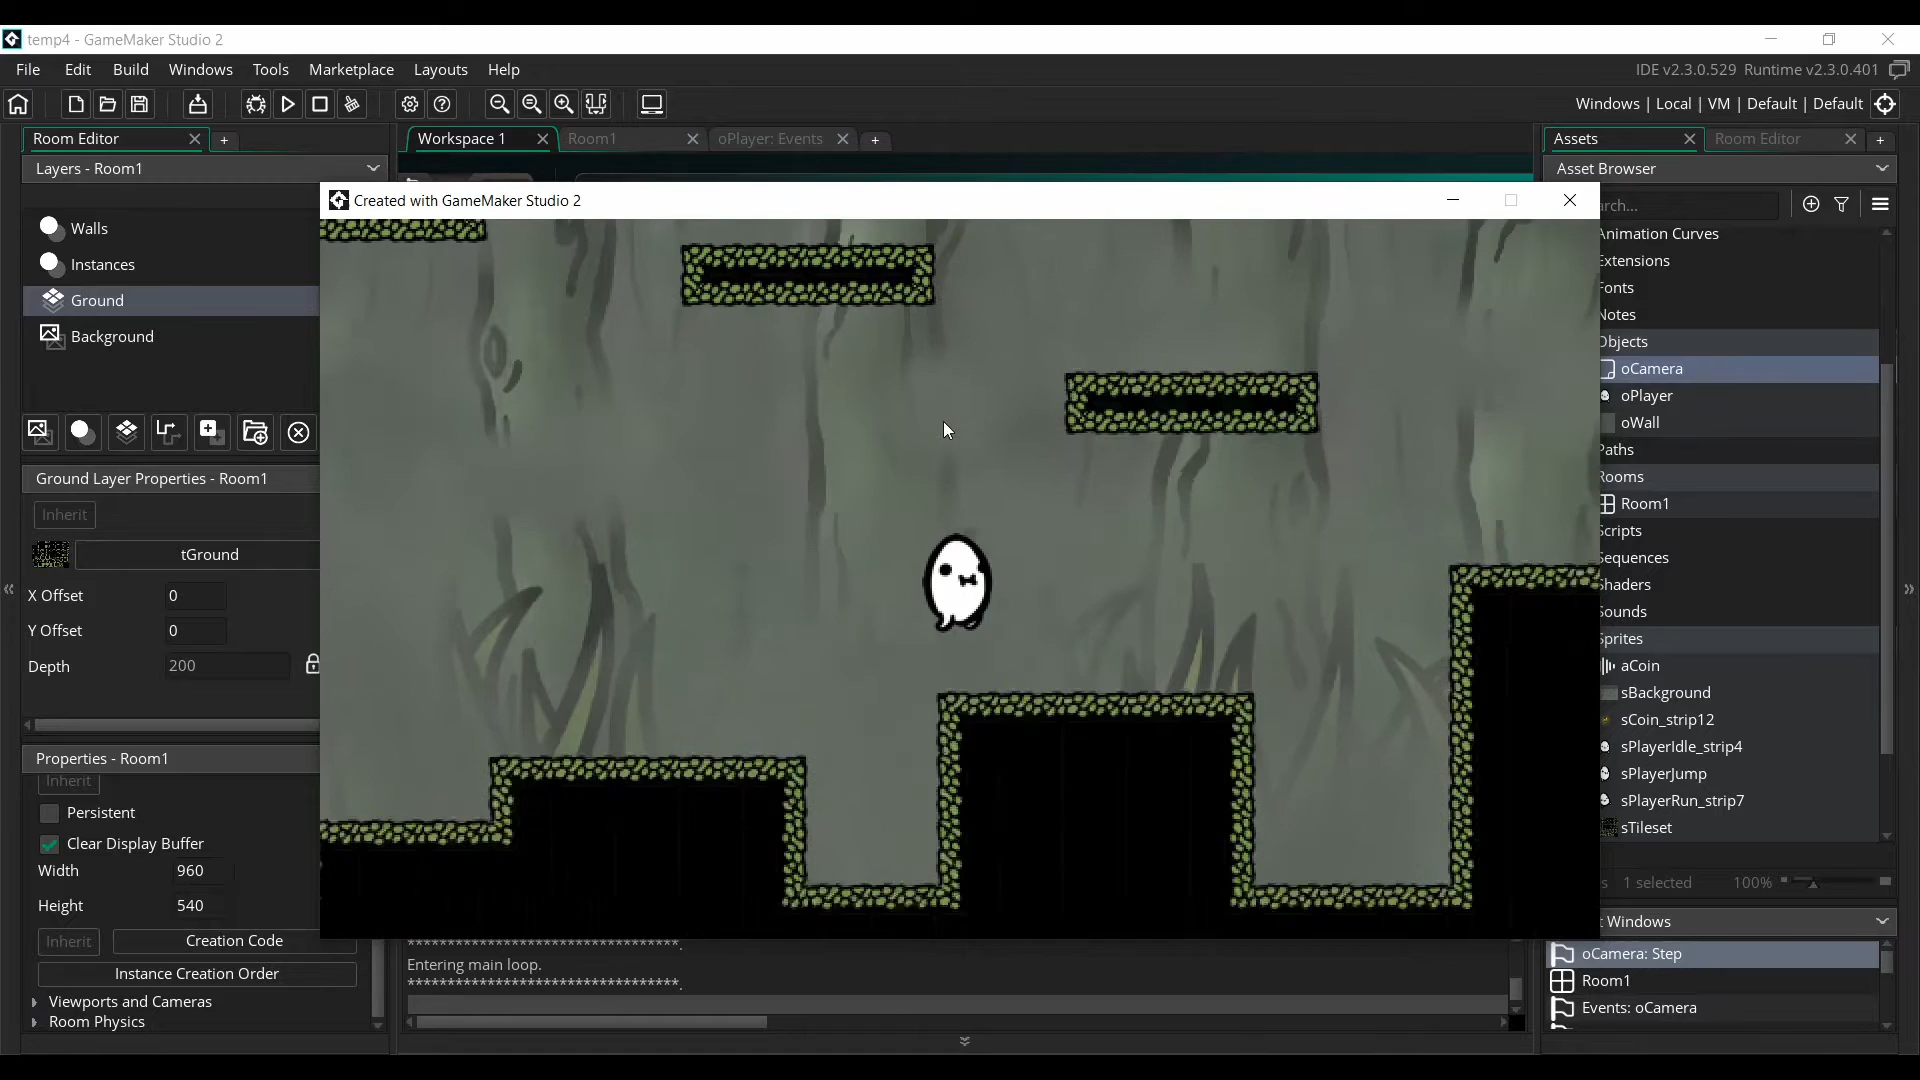 temp4 - GameMaker Studio 2
File Edit Build Windows Tools Marketplace Layouts Help
IDE v2.3.0.529 Runtime v2.3.0.401
Windows | Local | VM | Default | Default
Room Editor
Workspace 1
Room1
oPlayer: Events
Assets
Room Editor
Layers - Room1
Asset Browser
Created with GameMaker Studio 2
Walls
Instances
Ground
Background
Ground Layer Properties - Room1
Inherit
tGround
X Offset 0
Y Offset 0
Depth 200
Properties - Room1
Inherit
Persistent
Clear Display Buffer
Width 960
Height 540
Inherit Creation Code
Instance Creation Order
Viewports and Cameras
Room Physics
**********************************.
Entering main loop.
**********************************.
arch...
Animation Curves
Extensions
Fonts
Notes
Objects
oCamera
oPlayer
oWall
Paths
Rooms
Room1
Scripts
Sequences
Shaders
Sounds
Sprites
aCoin
sBackground
sCoin_strip12
sPlayerIdle_strip4
sPlayerJump
sPlayerRun_strip7
sTileset
s 1 selected 100%
t Windows
oCamera: Step
Room1
Events: oCamera